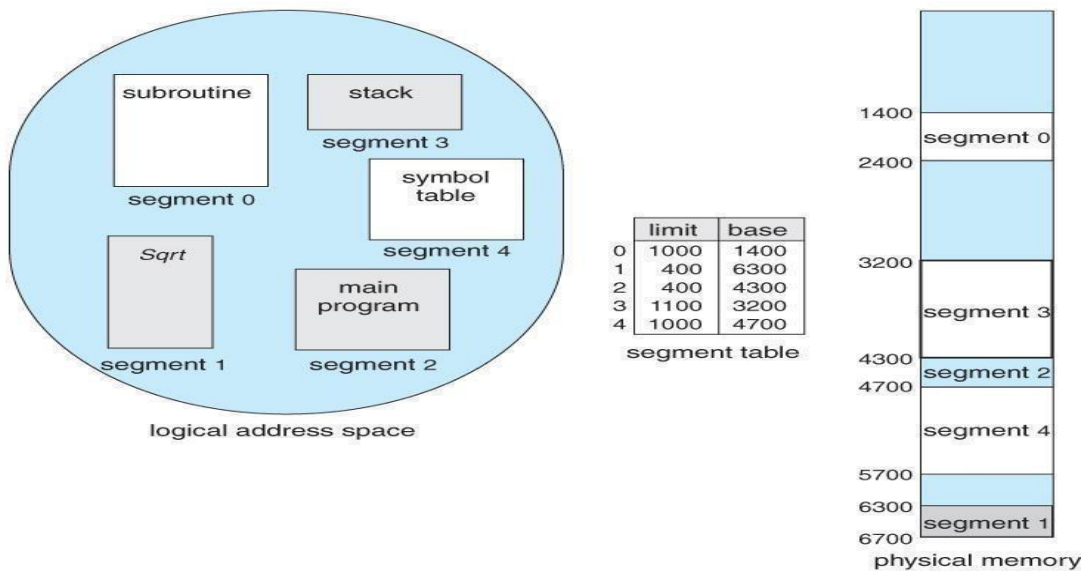 subroutine
segment 0
stack
segment 3
symbol
table
segment 4
Sqrt
segment 1
main
program
segment 2
logical address space
limit base
0 1000 1400
1 400 6300
2 400 4300
3 1100 3200
4 1000 4700
segment table
1400
segment 0
2400
3200
segment 3
4300
segment 2
4700
segment 4
5700
6300
segment 1
6700
physical memory